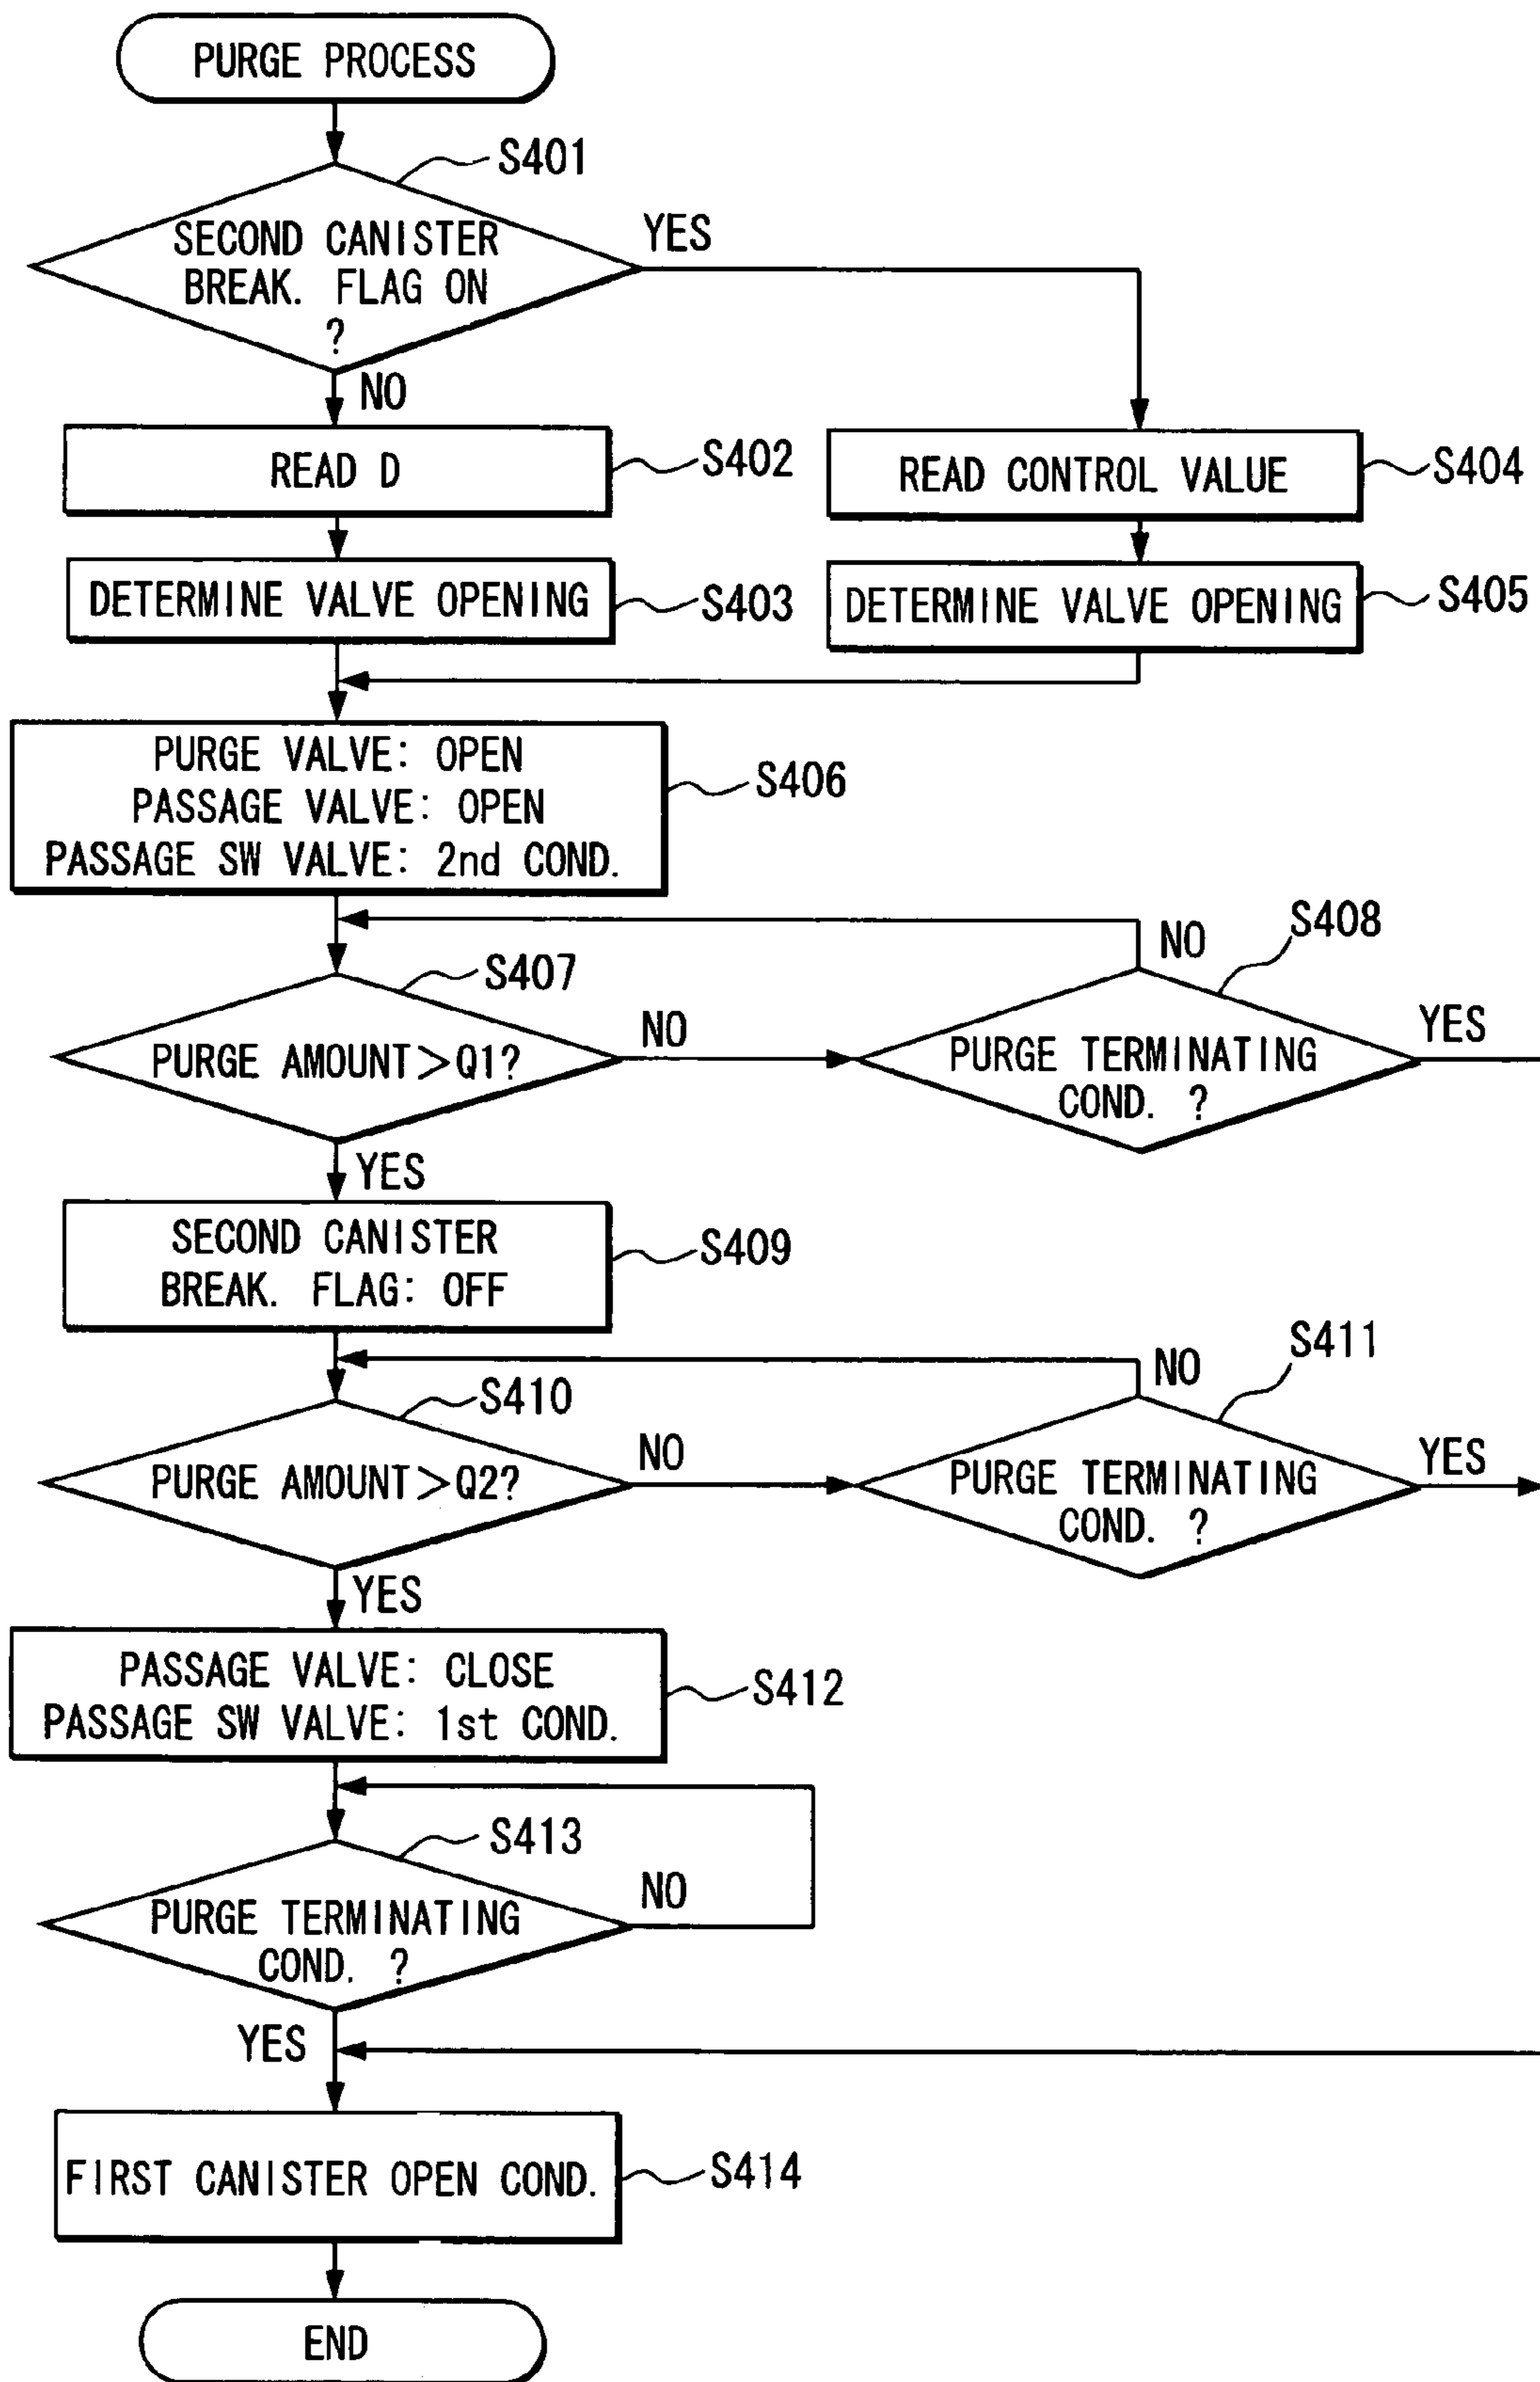 PURGE PROCESS
S401
SECOND CANISTER
BREAK. FLAG ON
?
YES
NO
READ D
S402
READ CONTROL VALUE
S404
DETERMINE VALVE OPENING
S403
DETERMINE VALVE OPENING
S405
PURGE VALVE: OPEN
PASSAGE VALVE: OPEN
PASSAGE SW VALVE: 2nd COND.
S406
S407
PURGE AMOUNT>Q1?
NO
S408
NO
PURGE TERMINATING
COND. ?
YES
YES
SECOND CANISTER
BREAK. FLAG: OFF
S409
S410
PURGE AMOUNT>Q2?
NO
S411
NO
PURGE TERMINATING
COND. ?
YES
YES
PASSAGE VALVE: CLOSE
PASSAGE SW VALVE: 1st COND.
S412
S413
PURGE TERMINATING
COND. ?
NO
YES
FIRST CANISTER OPEN COND.
S414
END